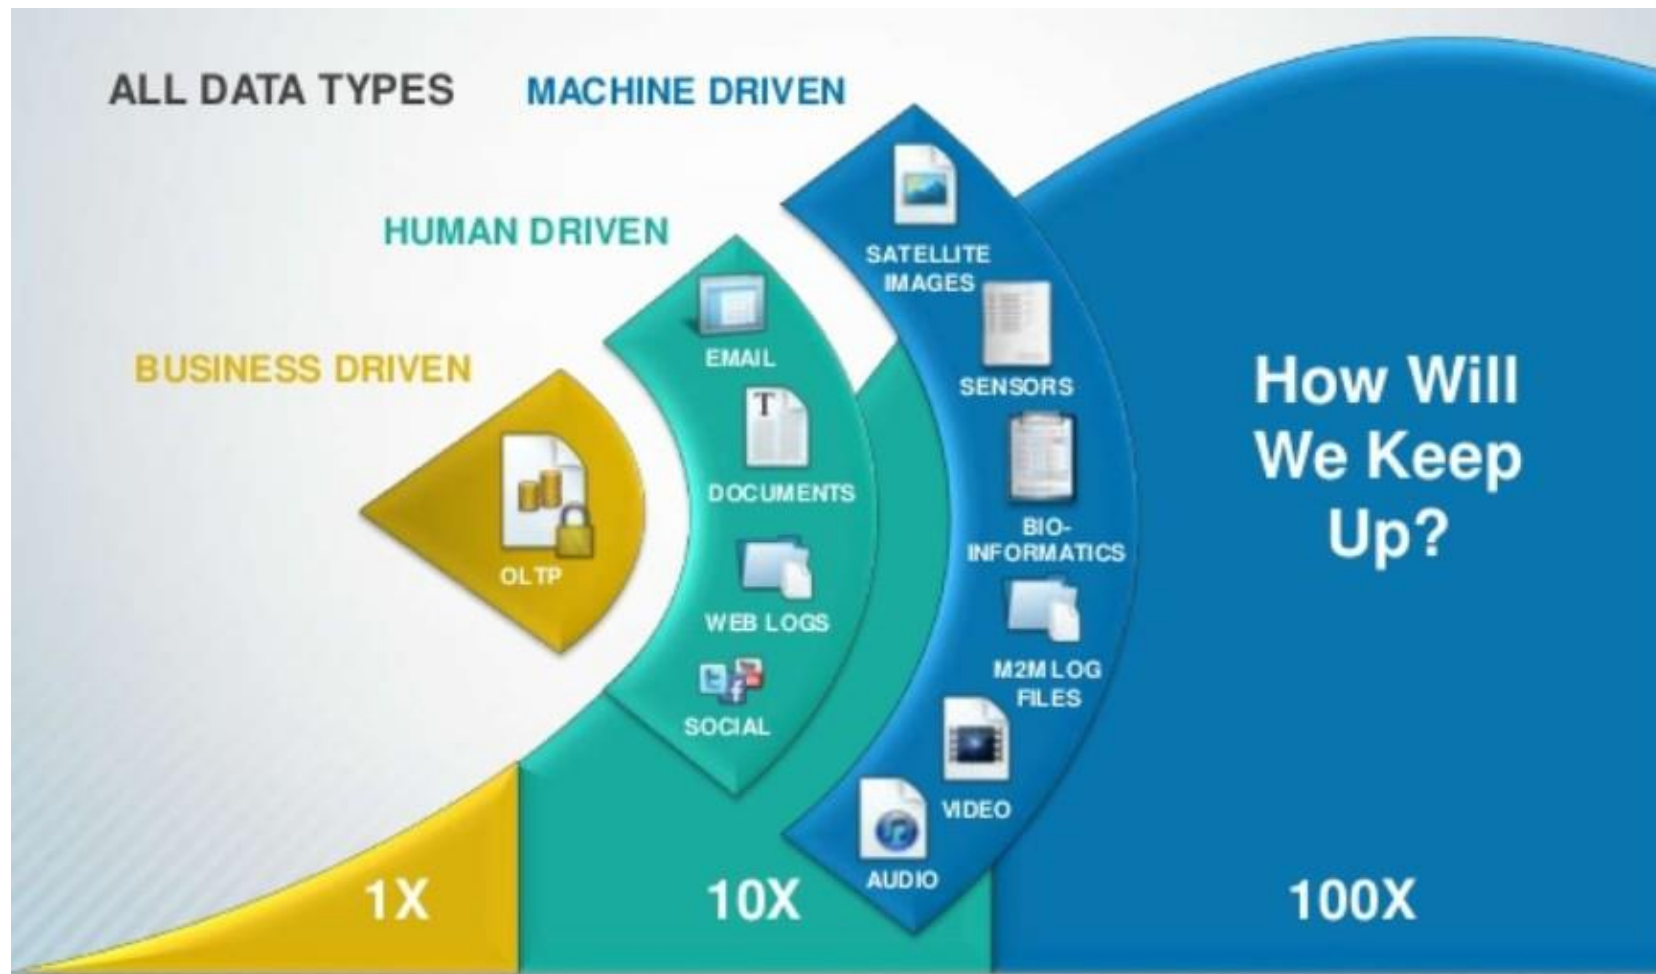 ALL DATA TYPES
MACHINE DRIVEN
HUMAN DRIVEN
BUSINESS DRIVEN
OLTP
EMAIL
DOCUMENTS
WEB LOGS
SOCIAL
SATELLITE
IMAGES
SENSORS
BIO-
INFORMATICS
M2M LOG
FILES
VIDEO
AUDIO
How Will
We Keep
Up?
1X
10X
100X